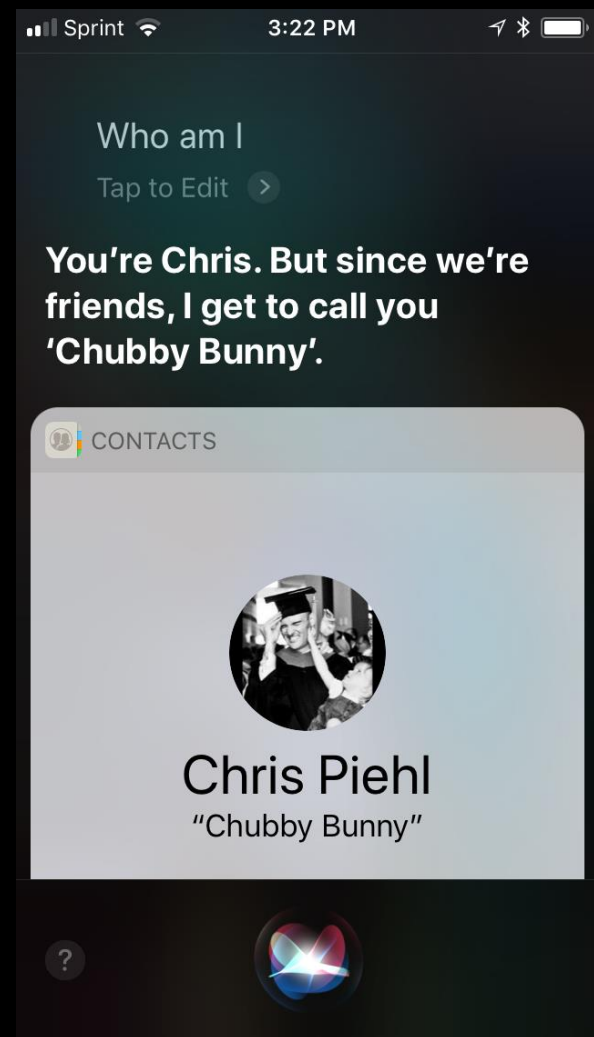 Sprint 3:22 PM
Who am I
Tap to Edit >
You’re Chris. But since we’re
friends, I get to call you
‘Chubby Bunny’.
CONTACTS
Chris Piehl
“Chubby Bunny”
?